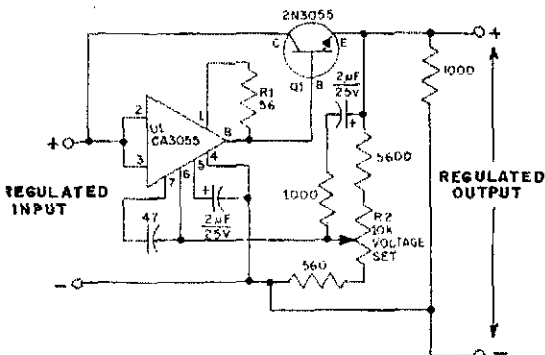 2N3055
C
E
+
Q1
B
1000
R1
56
2µF
25V
+
1
2
U1
CA3055
8
3
4
5
6
7
+
5600
REGULATED
INPUT
REGULATED
OUTPUT
47
+
2µF
25V
1000
R2
10K
VOLTAGE
SET
560
−
−